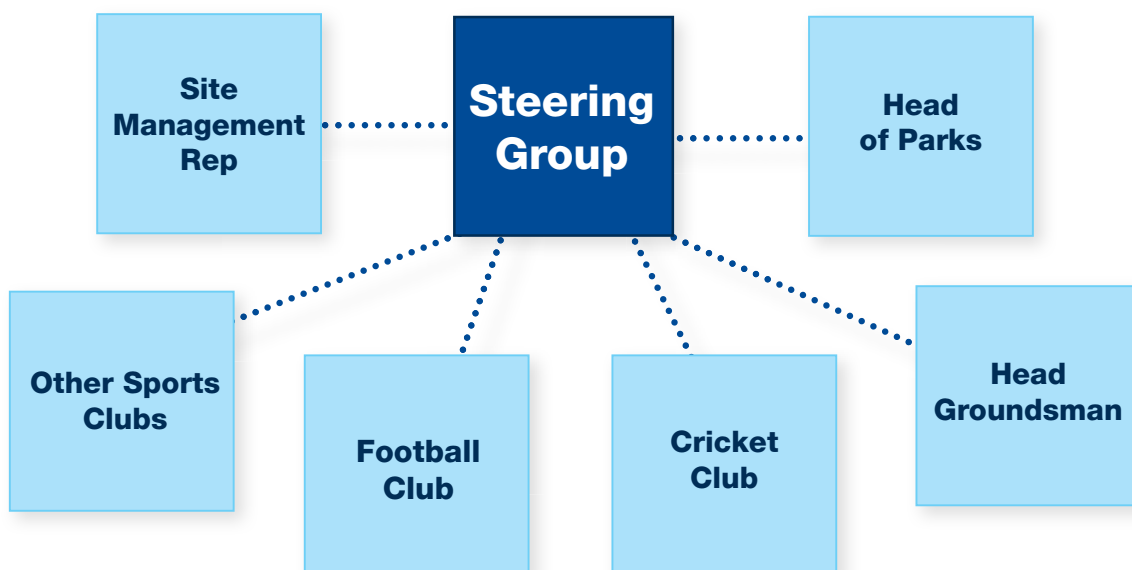 Site
Management
Rep
Steering
Group
Head
of Parks
Other Sports
Clubs
Football
Club
Cricket
Club
Head
Groundsman